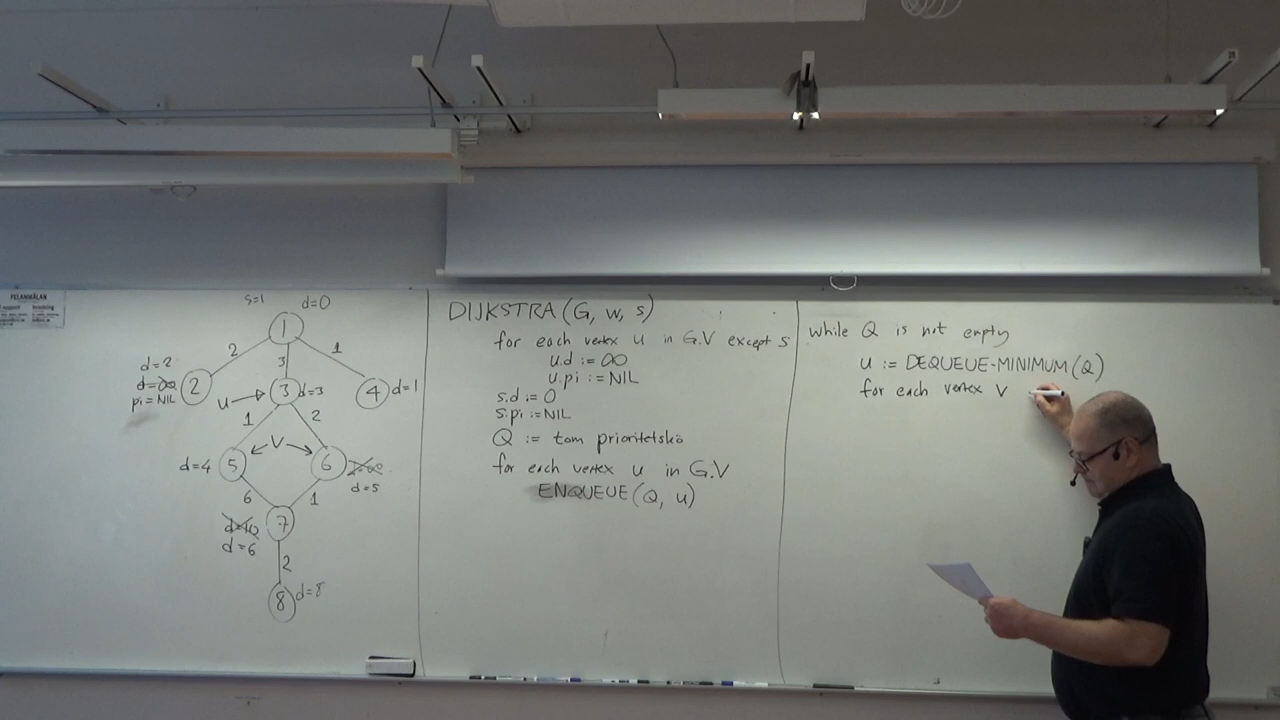 FELANMÄLAN
s=1 d=0
1
2 3 1
d=2
d=∞
pi = NIL
2
u
3
d=3
4
d=1
1 2
V
d=4
5
6
d=∞
d=5
6 1
d=10
d=6
7
2
8
d=8
DIJKSTRA(G, w, s)
for each vertex u in G.V except s
u.d := ∞
u.pi := NIL
s.d := 0
s.pi := NIL
Q := tom prioritetskö
for each vertex u in G.V
ENQUEUE(Q, u)
while Q is not empty
u := DEQUEUE-MINIMUM(Q)
for each vertex v